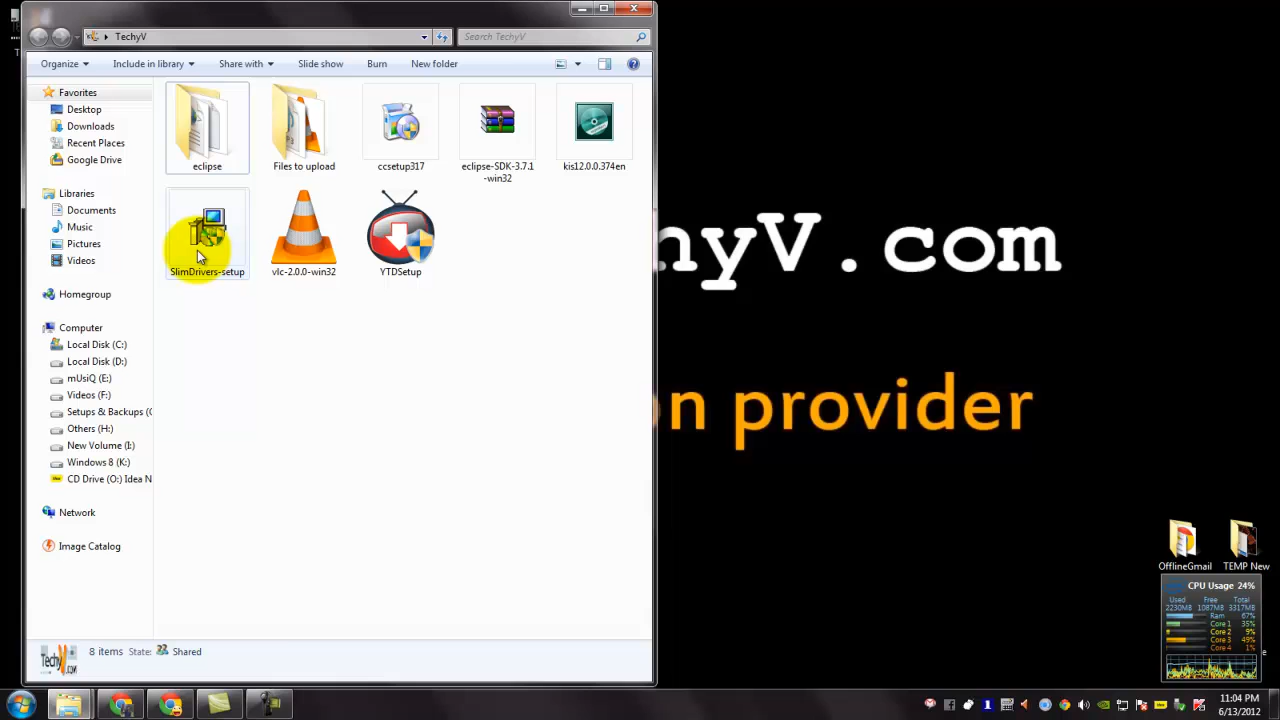 TechyV
Search TechyV
Organize
Include in library
Share with
Slide show
Burn
New folder
Favorites
Desktop
Downloads
Recent Places
Google Drive
Libraries
Documents
Music
Pictures
Videos
Homegroup
Computer
Local Disk (C:)
Local Disk (D:)
mUsiQ (E:)
Videos (F:)
Setups & Backups (
Others (H:)
New Volume (I:)
Windows 8 (K:)
CD Drive (O:) Idea N
Network
Image Catalog
eclipse
Files to upload
ccsetup317
eclipse-SDK-3.7.1
-win32
kis12.0.0.374en
SlimDrivers-setup
vlc-2.0.0-win32
YTDSetup
hyV.com
on provider
8 items State: Shared
Techy
OfflineGmail
TEMP New
CPU Usage 24%
Used Free Total
2230MB 1087MB 3317MB
Ram 67%
Core 1 35%
Core 2 9%
Core 3 49%
Core 4 1%
11:04 PM
6/13/2012